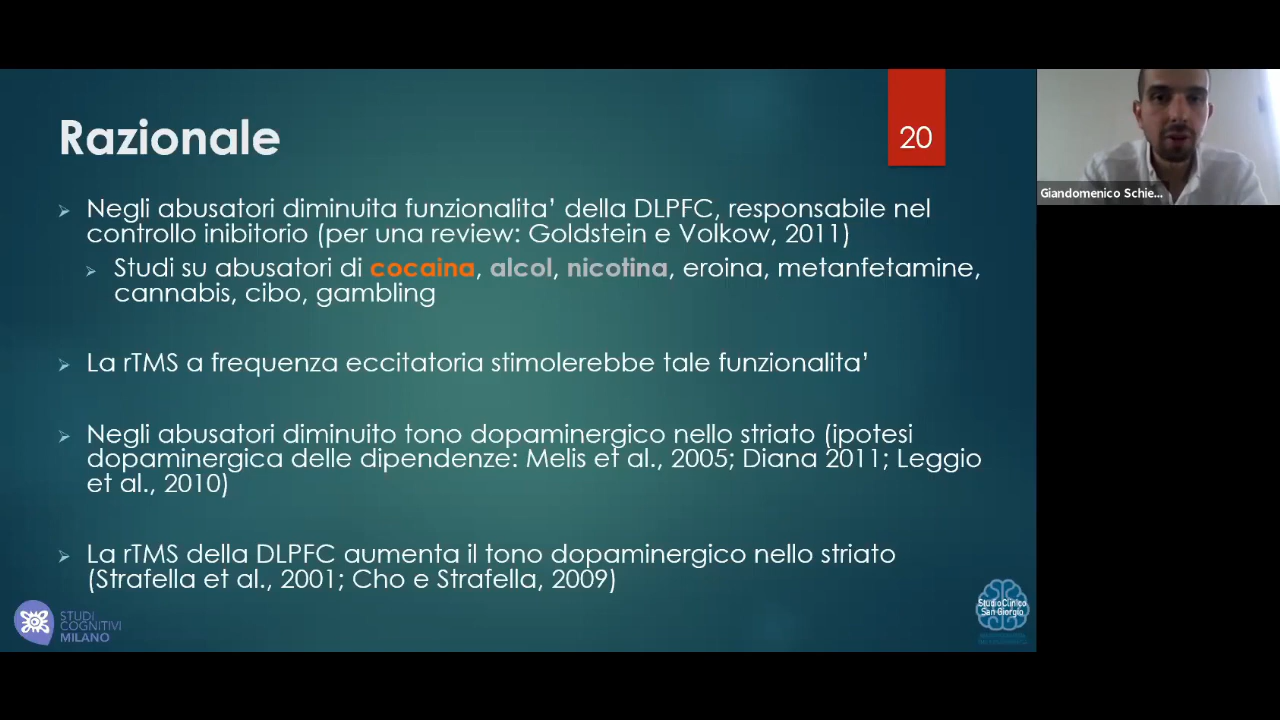 Razionale
20
Negli abusatori diminuita funzionalita' della DLPFC, responsabile nel
controllo inibitorio (per una review: Goldstein e Volkow, 2011)
Studi su abusatori di cocaina, alcol, nicotina, eroina, metanfetamine,
cannabis, cibo, gambling
La rTMS a frequenza eccitatoria stimolerebbe tale funzionalita'
Negli abusatori diminuito tono dopaminergico nello striato (ipotesi
dopaminergica delle dipendenze: Melis et al., 2005; Diana 2011; Leggio
et al., 2010)
La rTMS della DLPFC aumenta il tono dopaminergico nello striato
(Strafella et al., 2001; Cho e Strafella, 2009)
STUDI
COGNITIVI
MILANO
Studio Clinico
San Giorgio
Giandomenico Schie...